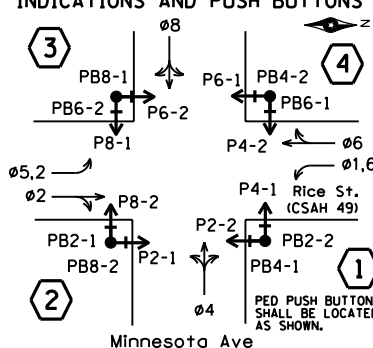 INDICATIONS AND PUSH BUTTONS
Z
ø8
3
4
PB8-1
P6-1
PB4-2
PB6-2
P6-2
PB6-1
P8-1
P4-2
ø6
ø5,2
ø1,6
ø2
P8-2
P4-1
Rice St.
(CSAH 49)
P2-2
PB2-1
PB2-2
PB8-2
P2-1
PB4-1
2
1
ø4
PED PUSH BUTTON
SHALL BE LOCATE
AS SHOWN.
Minnesota Ave